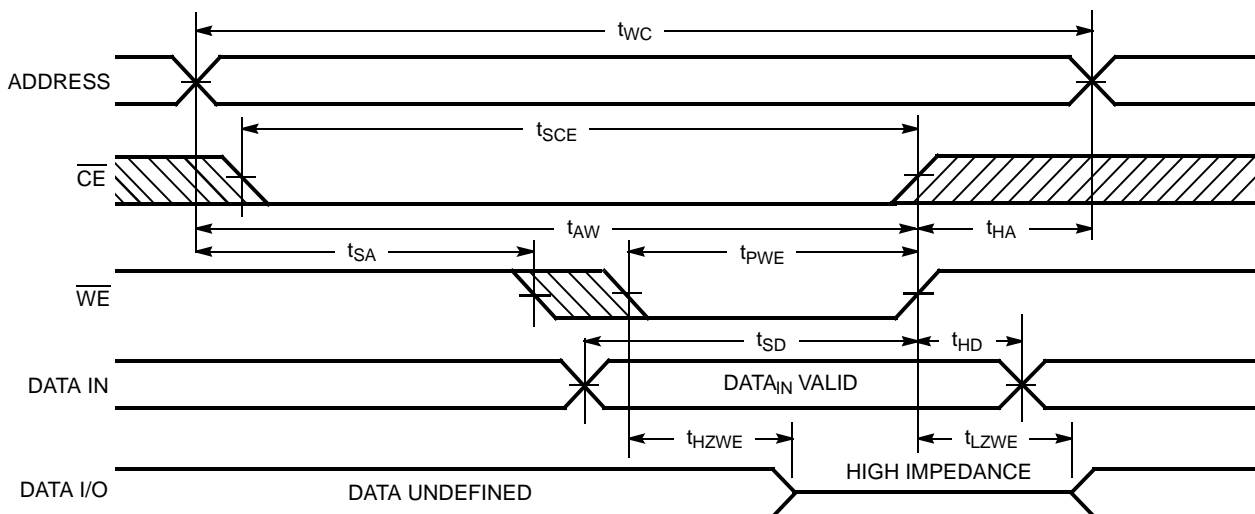 tWC
ADDRESS
tSCE
CE
tAW
tHA
tSA
tPWE
WE
tSD
tHD
DATA IN
DATAIN VALID
tHZWE
tLZWE
HIGH IMPEDANCE
DATA I/O
DATA UNDEFINED